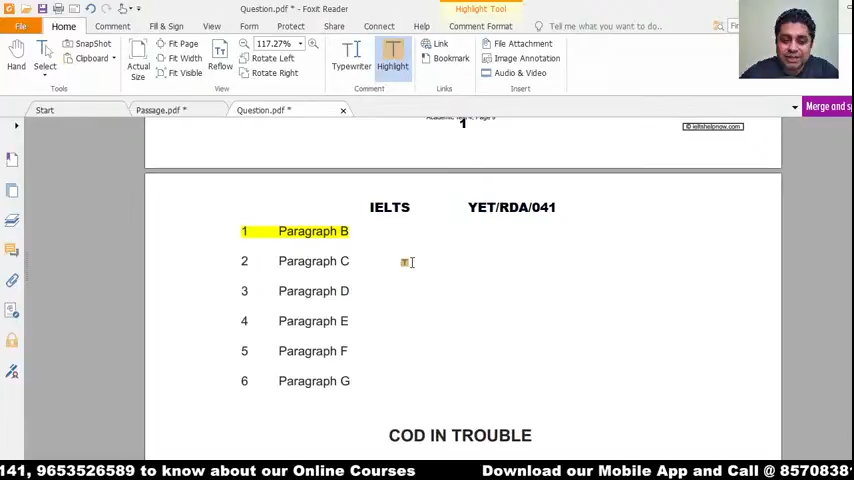 Question.pdf * - Foxit Reader
Highlight Tool
File Home Comment Fill & Sign View Form Protect Share Connect Help Comment Format Tell me what you want to do...
Hand
Select
SnapShot
Clipboard
Actual Size
Fit Page
Fit Width
Fit Visible
Reflow
117.27%
Rotate Left
Rotate Right
Typewriter
Highlight
Link
Bookmark
File Attachment
Image Annotation
Audio & Video
Tools View Comment Links Insert
Start Passage.pdf * Question.pdf *
Merge and
1
© ieltshelpnow.com
IELTS YET/RDA/041
1 Paragraph B
2 Paragraph C
3 Paragraph D
4 Paragraph E
5 Paragraph F
6 Paragraph G
COD IN TROUBLE
141, 9653526589 to know about our Online Courses Download our Mobile App and Call @ 8570838